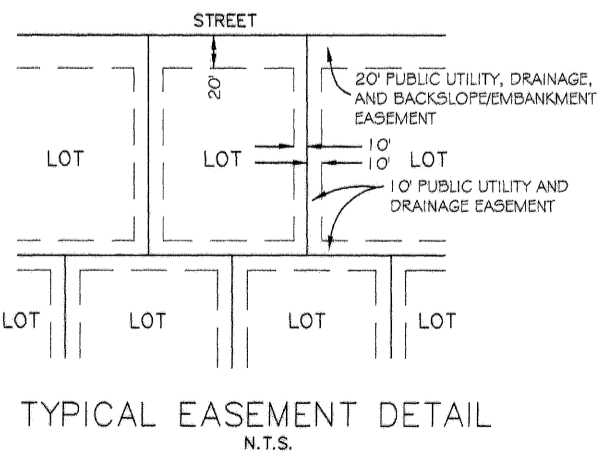 STREET
20'
20' PUBLIC UTILITY, DRAINAGE,
AND BACKSLOPE/EMBANKMENT
EASEMENT
LOT
LOT
10'
10'
LOT
10' PUBLIC UTILITY AND
DRAINAGE EASEMENT
LOT
LOT
LOT
LOT
TYPICAL EASEMENT DETAIL
N.T.S.